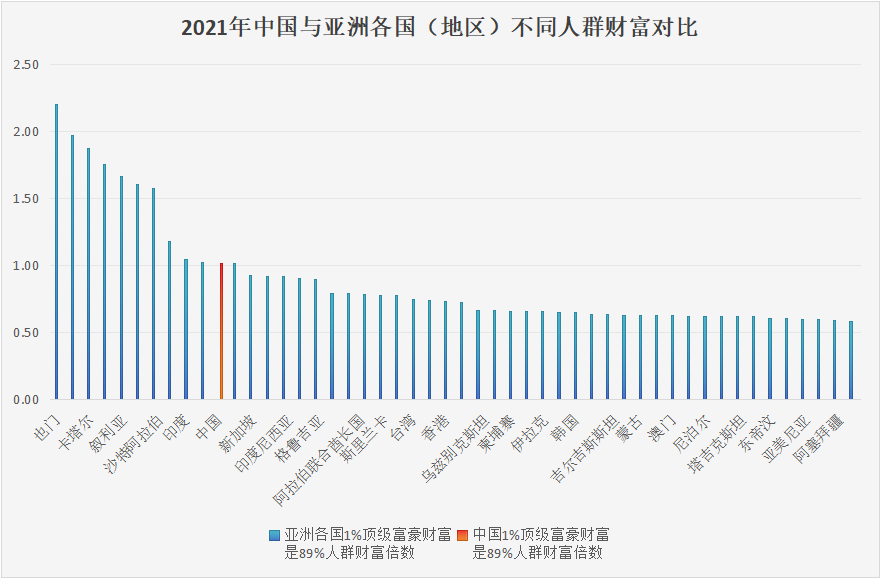 2021年中国与亚洲各国（地区）不同人群财富对比
2.50
2.00
1.50
1.00
0.50
0.00
也门
卡塔尔
叙利亚
沙特阿拉伯
印度
中国
新加坡
印度尼西亚
格鲁吉亚
阿拉伯联合酋长国
斯里兰卡
台湾
香港
乌兹别克斯坦
柬埔寨
伊拉克
韩国
吉尔吉斯斯坦
蒙古
澳门
尼泊尔
塔吉克斯坦
东帝汶
亚美尼亚
阿塞拜疆
亚洲各国1%顶级富豪财富
是89%人群财富倍数
中国1%顶级富豪财富
是89%人群财富倍数